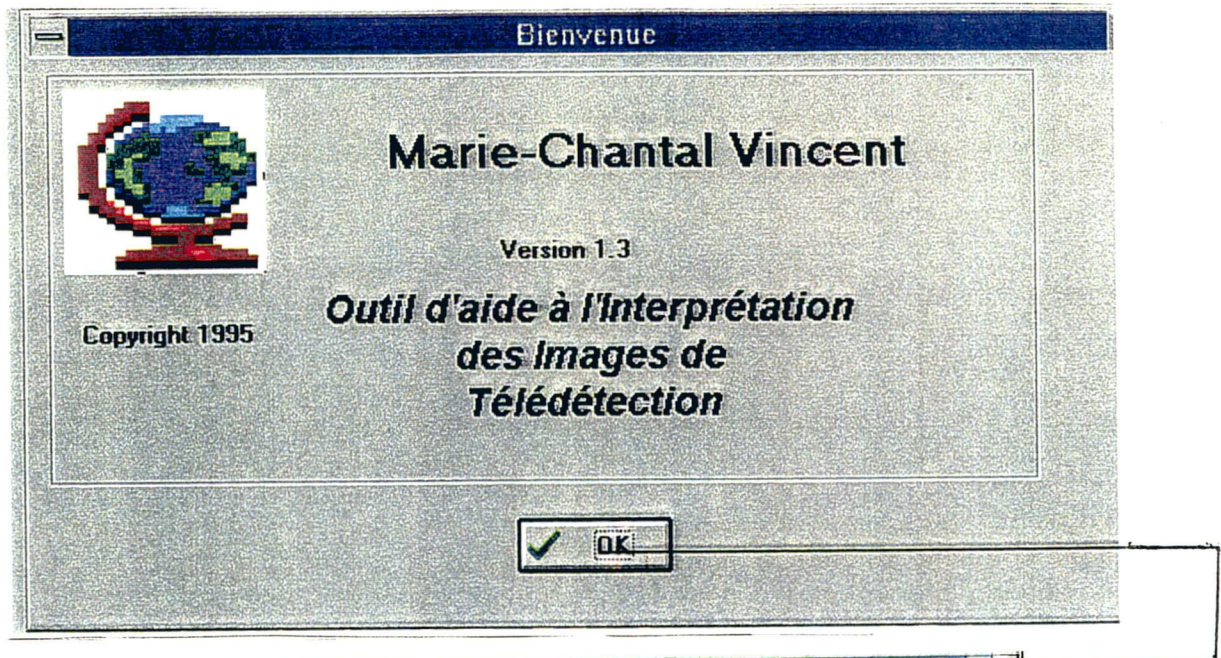 Bienvenue
Marie-Chantal Vincent
Version 1.3
Copyright 1995
Outil d'aide à l'Interprétation
des Images de
Télédétection
OK